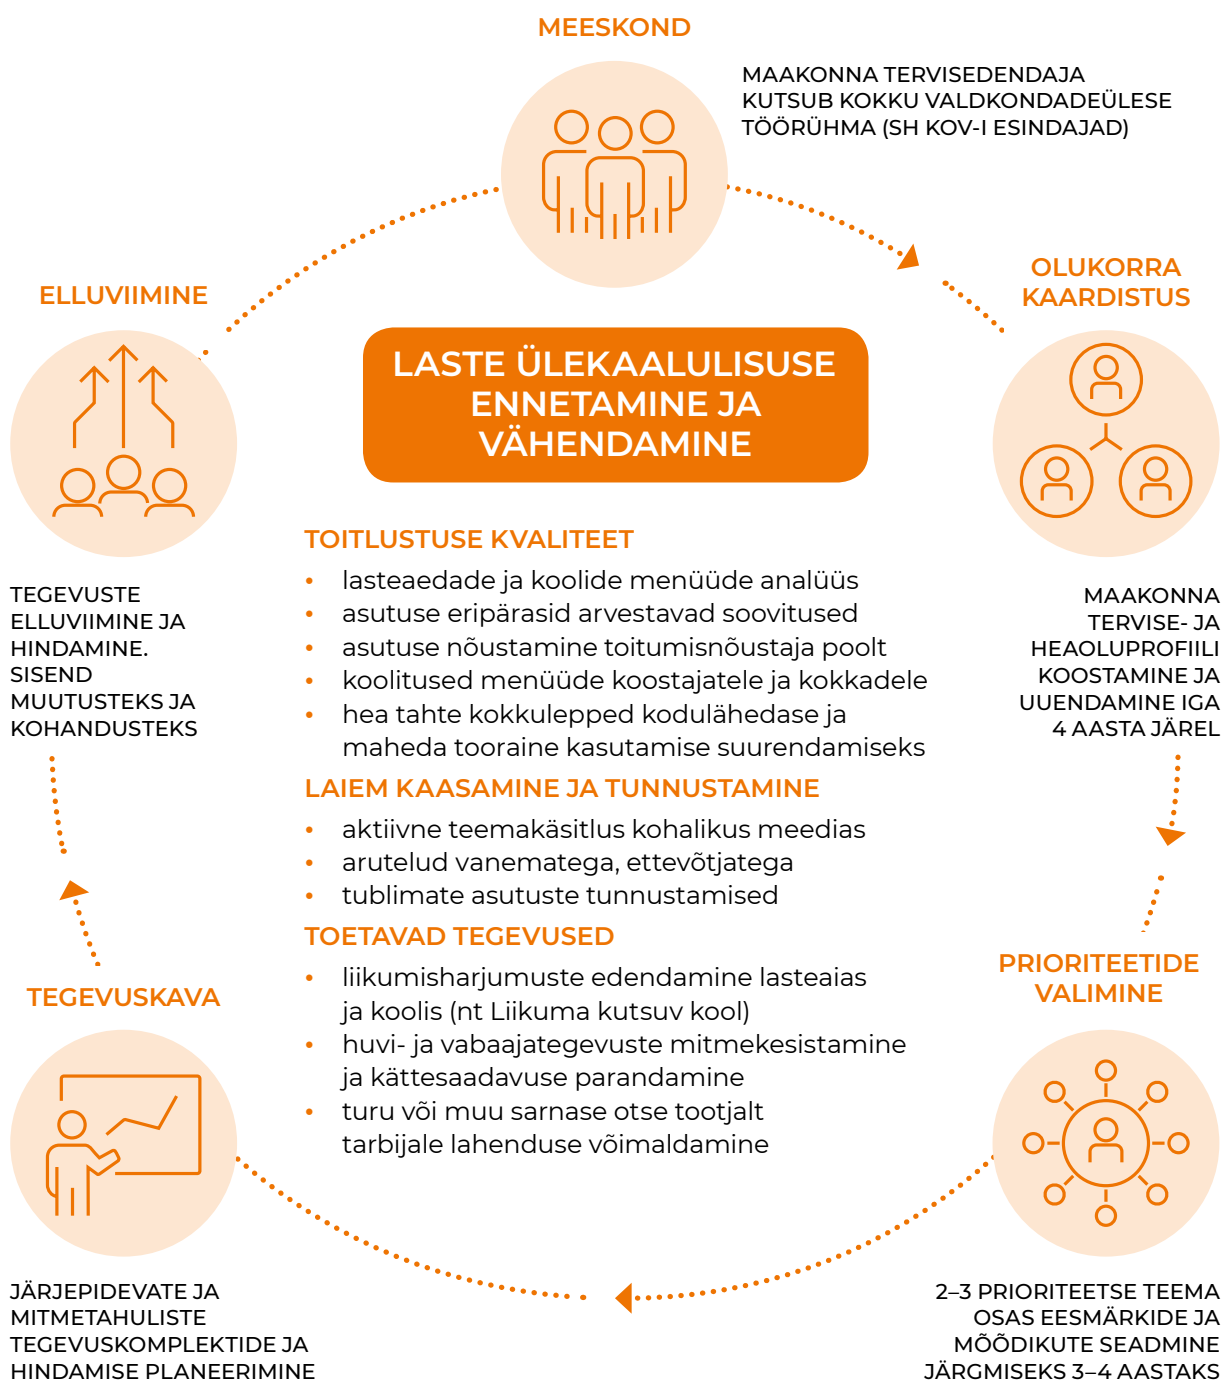 MEESKOND
MAAKONNA TERVISEDENDAJA
KUTSUB KOKKU VALDKONDADEÜLESE
TÖÖRÜHMA (SH KOV-I ESINDAJAD)
OLUKORRA
KAARDISTUS
MAAKONNA
TERVISE- JA
HEAOLUPROFIILI
KOOSTAMINE JA
UUENDAMINE IGA
4 AASTA JÄREL
PRIORITEETIDE
VALIMINE
2–3 PRIORITEETSE TEEMA
OSAS EESMÄRKIDE JA
MÕÕDIKUTE SEADMINE
JÄRGMISEKS 3–4 AASTAKS
TEGEVUSKAVA
JÄRJEPIDEVATE JA
MITMETAHULISTE
TEGEVUSKOMPLEKTIDE JA
HINDAMISE PLANEERIMINE
ELLUVIIMINE
TEGEVUSTE
ELLUVIIMINE JA
HINDAMINE.
SISEND
MUUTUSTEKS JA
KOHANDUSTEKS
LASTE ÜLEKAALULISUSE
ENNETAMINE JA
VÄHENDAMINE
TOITLUSTUSE KVALITEET
• lasteaedade ja koolide menüüde analüüs
• asutuse eripärasid arvestavad soovitused
• asutuse nõustamine toitumisnõustaja poolt
• koolitused menüüde koostajatele ja kokkadele
• hea tahte kokkulepped kodulähedase ja
maheda tooraine kasutamise suurendamiseks
LAIEM KAASAMINE JA TUNNUSTAMINE
• aktiivne teemakäsitlus kohalikus meedias
• arutelud vanematega, ettevõtjatega
• tublimate asutuste tunnustamised
TOETAVAD TEGEVUSED
• liikumisharjumuste edendamine lasteaias
ja koolis (nt Liikuma kutsuv kool)
• huvi- ja vabaajategevuste mitmekesistamine
ja kättesaadavuse parandamine
• turu või muu sarnase otse tootjalt
tarbijale lahenduse võimaldamine